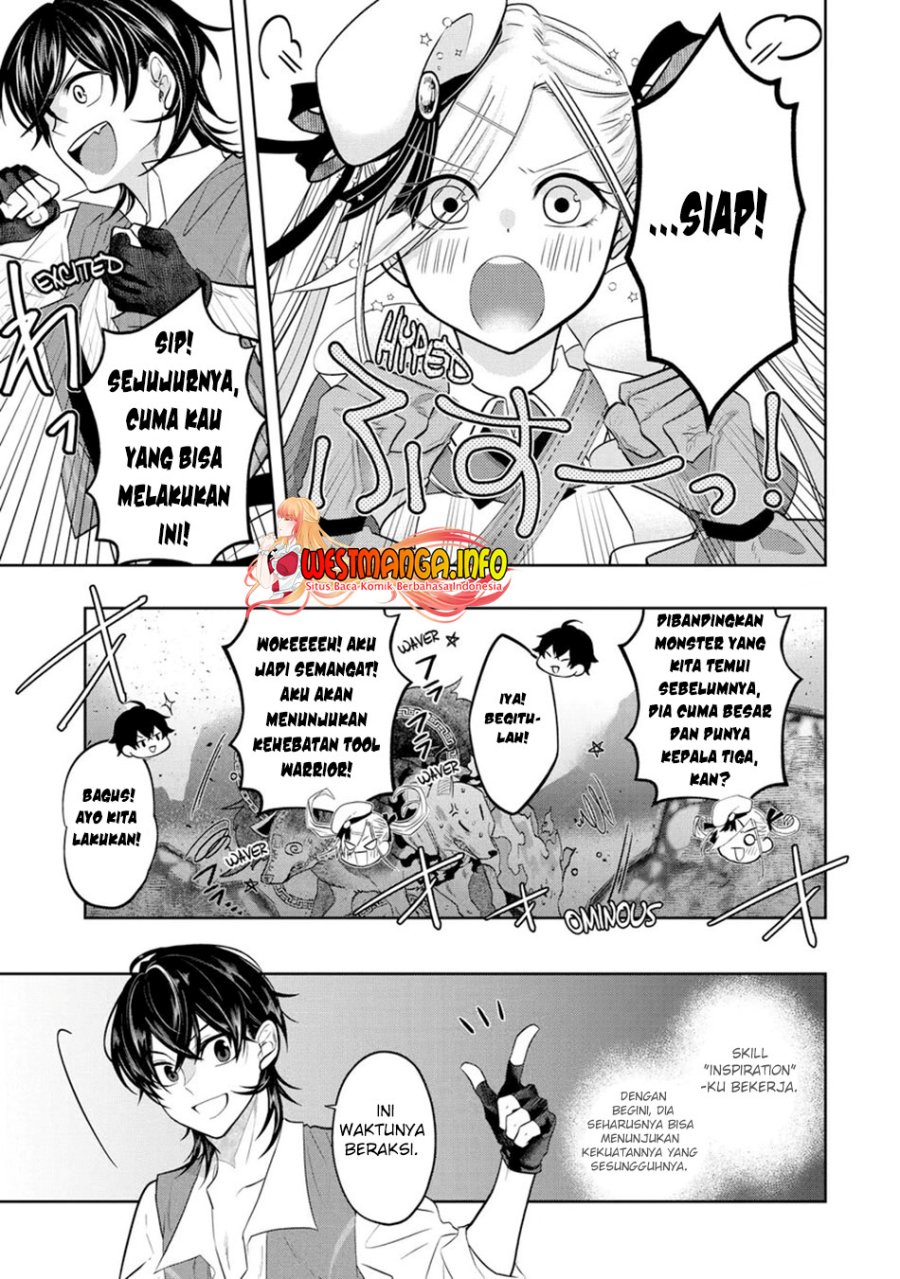 ...SIAP!
HYPED
ふすーっ!
EXCITED
わく
SIP!
SEJUJURNYA,
CUMA KAU
YANG BISA
MELAKUKAN
INI!
WESTMANGA.INFO
Situs Baca Komik Berbahasa Indonesia
DIBANDINGKAN
MONSTER YANG
KITA TEMUI
SEBELUMNYA,
DIA CUMA BESAR
DAN PUNYA
KEPALA TIGA,
KAN?
IYA!
BEGITU-
LAH!
WAVER
WAVER
WAVER
WOKEEEEH! AKU
JADI SEMANGAT!
AKU AKAN
MENUNJUKAN
KEHEBATAN TOOL
WARRIOR!
BAGUS!
AYO KITA
LAKUKAN!
OMINOUS
SKILL
"INSPIRATION"
-KU BEKERJA.
DENGAN
BEGINI, DIA
SEHARUSNYA BISA
MENUNJUKAN
KEKUATANNYA YANG
SESUNGGUHNYA.
INI
WAKTUNYA
BERAKSI.